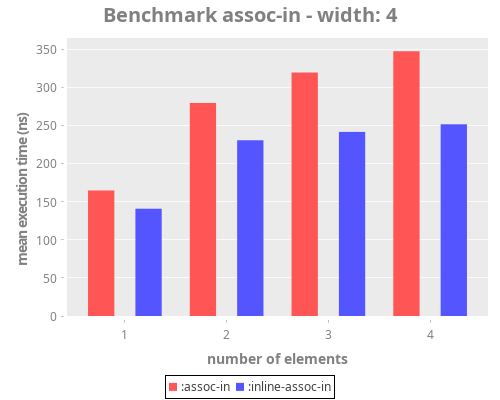 Benchmark assoc-in - width: 4
mean execution time (ns)
350
300
250
200
150
100
50
0
1 2 3 4
number of elements
:assoc-in :inline-assoc-in